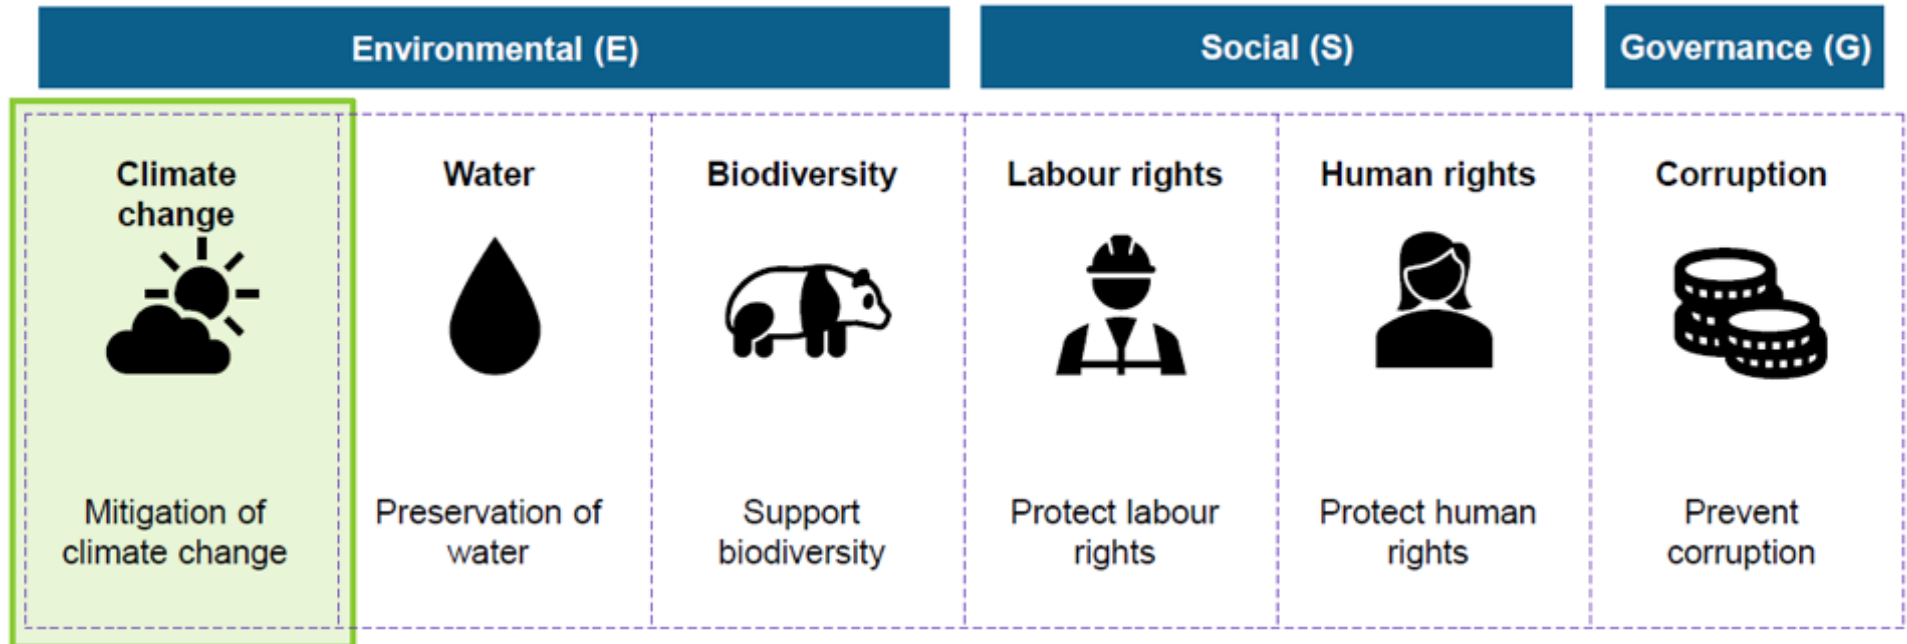 Environmental (E)
Social (S)
Governance (G)
Climate
change
Water
Biodiversity
Labour rights
Human rights
Corruption
Mitigation of
climate change
Preservation of
water
Support
biodiversity
Protect labour
rights
Protect human
rights
Prevent
corruption